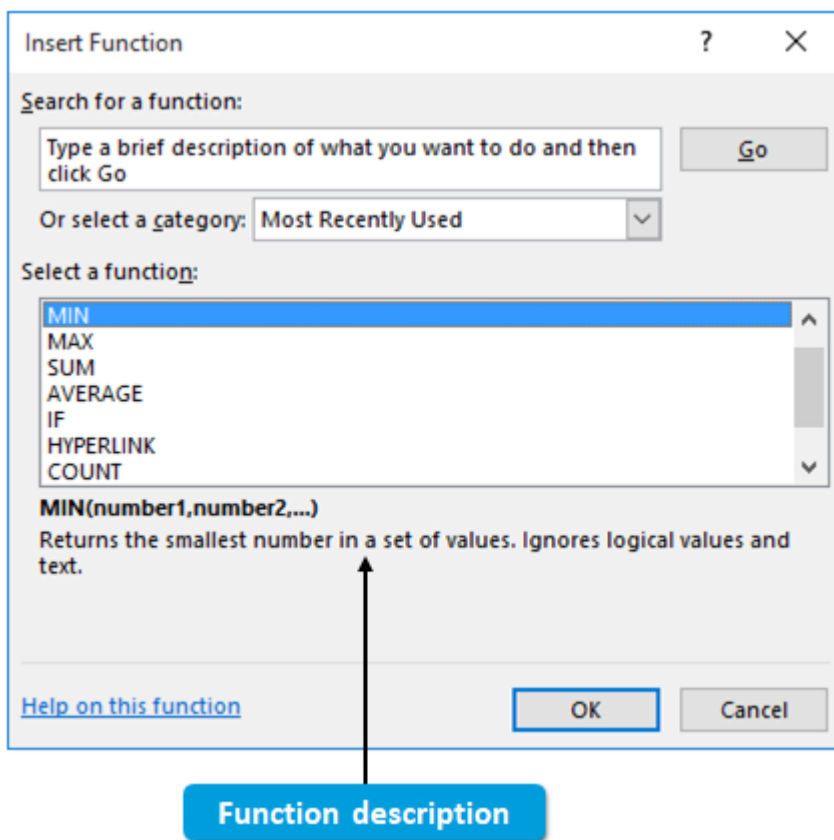 Insert Function
?
Search for a function:
Type a brief description of what you want to do and then
click Go
Go
Or select a category:
Most Recently Used
Select a function:
MIN
MAX
SUM
AVERAGE
IF
HYPERLINK
COUNT
MIN(number1,number2,...)
Returns the smallest number in a set of values. Ignores logical values and
text.
Help on this function
OK
Cancel
Function description